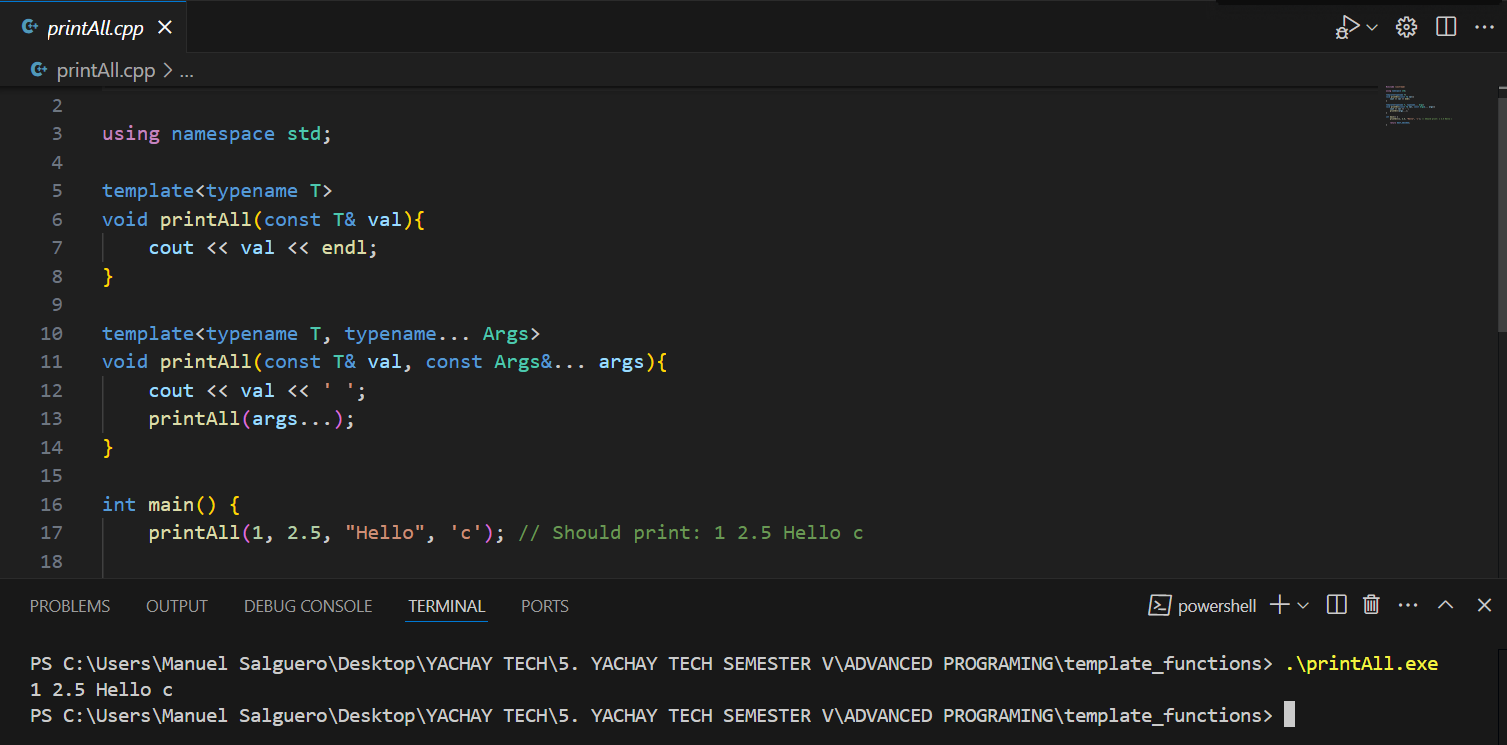 printAll.cpp
printAll.cpp > ...
2
3 using namespace std;
4
5 template<typename T>
6 void printAll(const T& val){
7     cout << val << endl;
8 }
9
10 template<typename T, typename... Args>
11 void printAll(const T& val, const Args&... args){
12     cout << val << ' ';
13     printAll(args...);
14 }
15
16 int main() {
17     printAll(1, 2.5, "Hello", 'c'); // Should print: 1 2.5 Hello c
18
PROBLEMS OUTPUT DEBUG CONSOLE TERMINAL PORTS powershell
PS C:\Users\Manuel Salguero\Desktop\YACHAY TECH\5. YACHAY TECH SEMESTER V\ADVANCED PROGRAMING\template_functions> .\printAll.exe
1 2.5 Hello c
PS C:\Users\Manuel Salguero\Desktop\YACHAY TECH\5. YACHAY TECH SEMESTER V\ADVANCED PROGRAMING\template_functions>